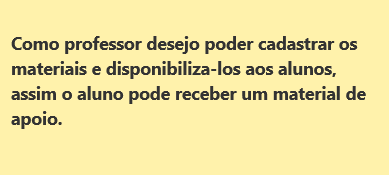 Como professor desejo poder cadastrar os
materiais e disponibiliza-los aos alunos,
assim o aluno pode receber um material de
apoio.